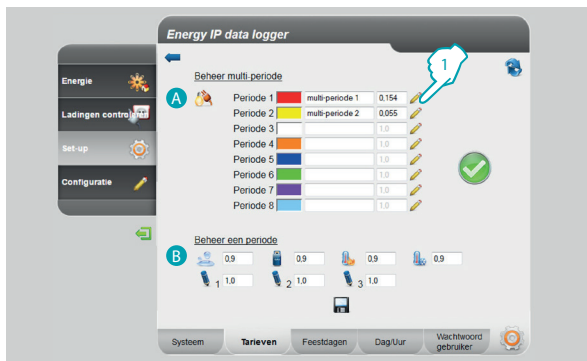 Energy IP data logger
1
Energie
Ladingen controle
Set-up
Configuratie
Beheer multi-periode
A
Periode 1 multi-periode 1 0,154
Periode 2 multi-periode 2 0,055
Periode 3 1.0
Periode 4 1.0
Periode 5 1.0
Periode 6 1.0
Periode 7 1.0
Periode 8 1.0
Beheer een periode
B
0,9 0,9 0,9 0,9
1 1,0 2 1,0 3 1,0
Systeem Tarieven Feestdagen Dag/Uur Wachtwoord
gebruiker